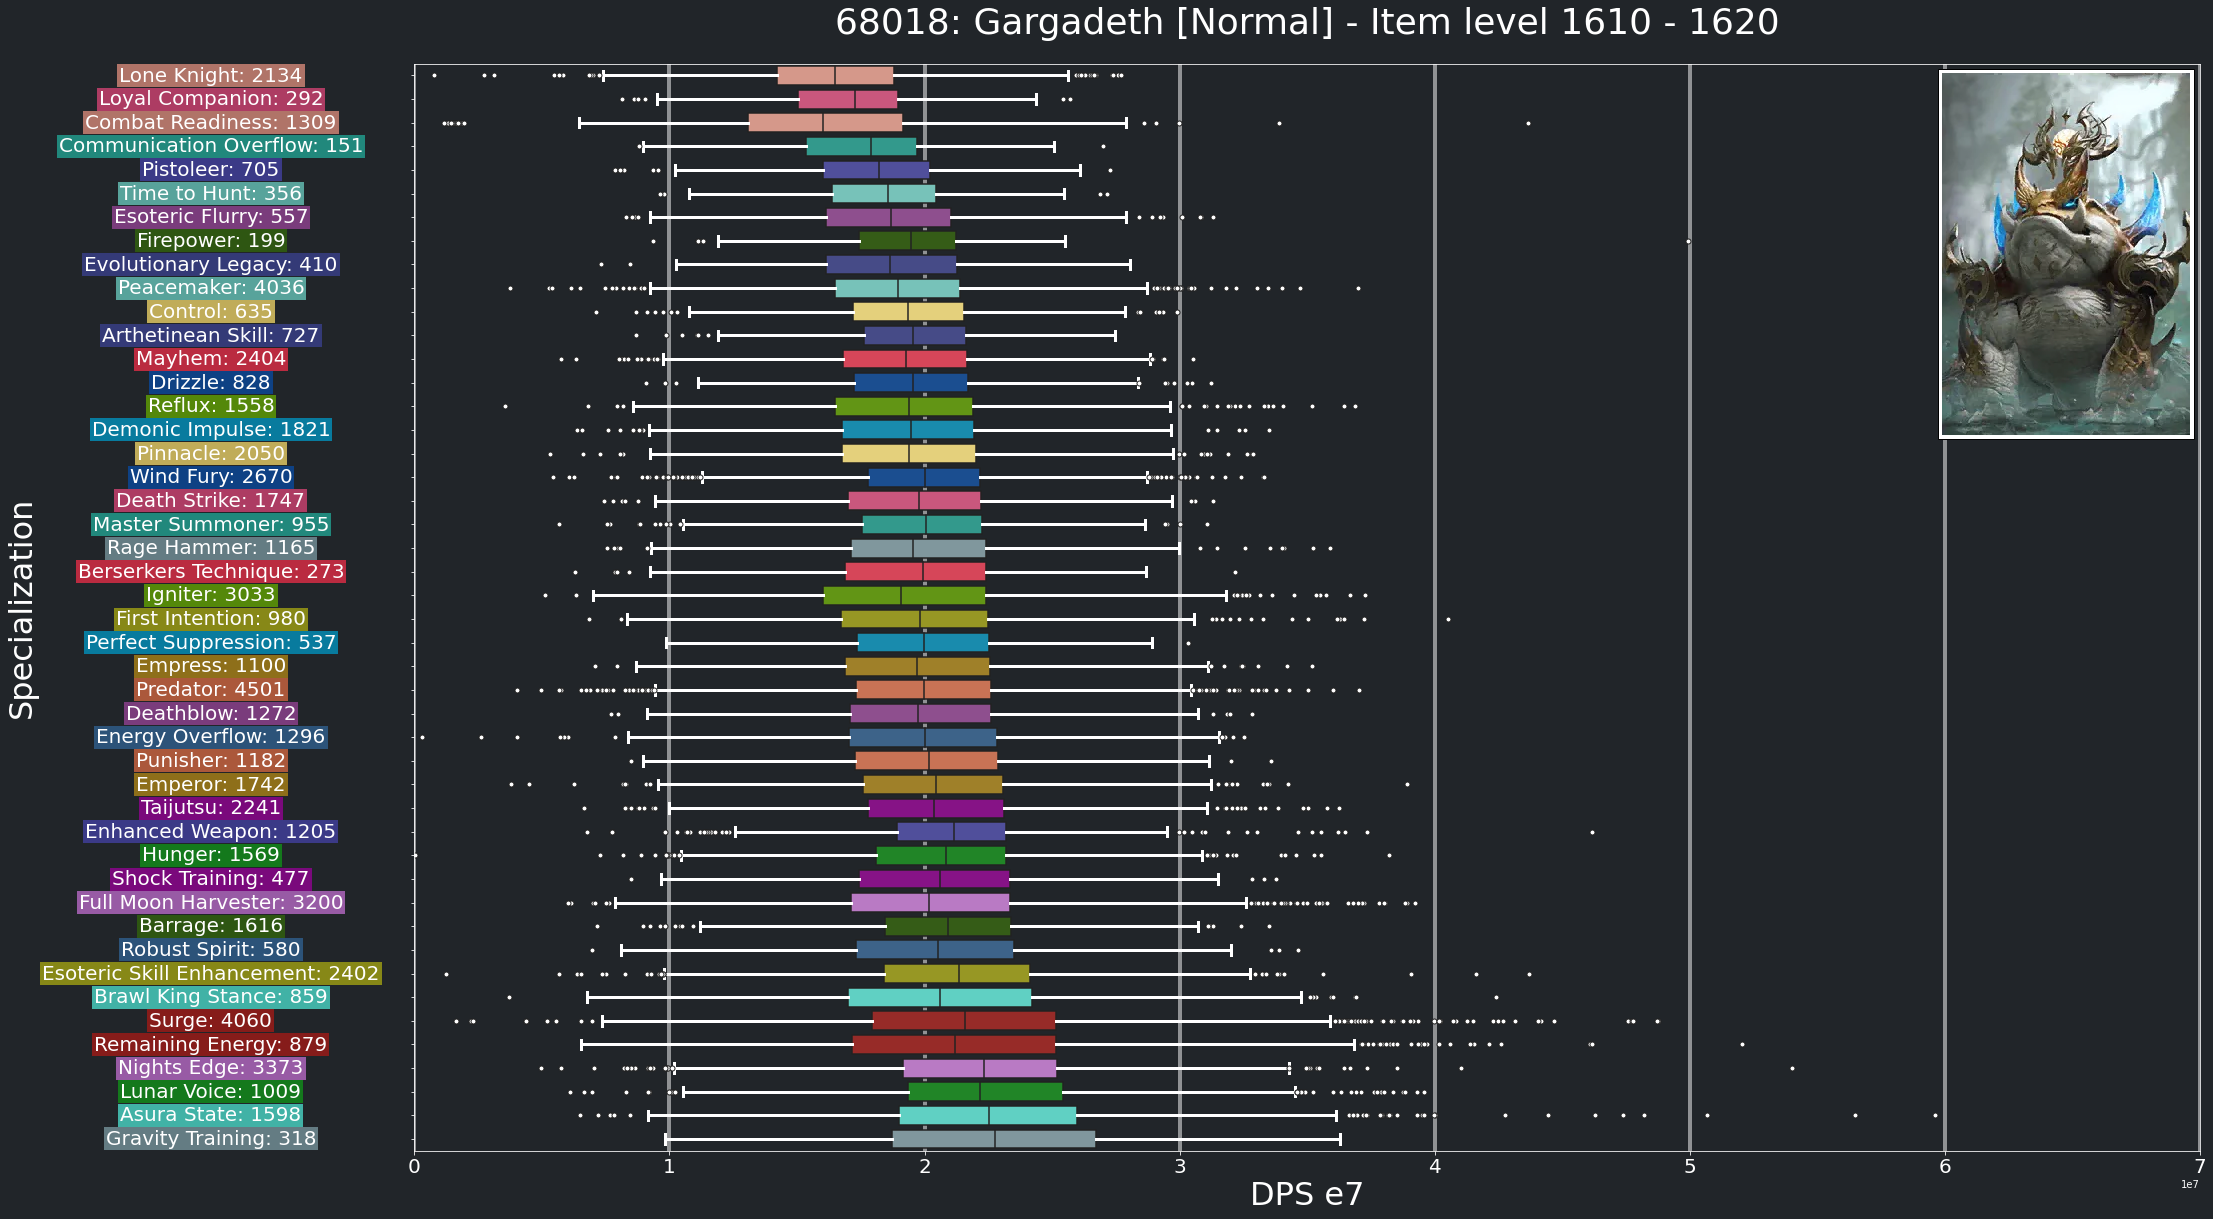 68018: Gargadeth [Normal] - Item level 1610 - 1620
Specialization
Lone Knight: 2134
Loyal Companion: 292
Combat Readiness: 1309
Communication Overflow: 151
Pistoleer: 705
Time to Hunt: 356
Esoteric Flurry: 557
Firepower: 199
Evolutionary Legacy: 410
Peacemaker: 4036
Control: 635
Arthetinean Skill: 727
Mayhem: 2404
Drizzle: 828
Reflux: 1558
Demonic Impulse: 1821
Pinnacle: 2050
Wind Fury: 2670
Death Strike: 1747
Master Summoner: 955
Rage Hammer: 1165
Berserkers Technique: 273
Igniter: 3033
First Intention: 980
Perfect Suppression: 537
Empress: 1100
Predator: 4501
Deathblow: 1272
Energy Overflow: 1296
Punisher: 1182
Emperor: 1742
Taijutsu: 2241
Enhanced Weapon: 1205
Hunger: 1569
Shock Training: 477
Full Moon Harvester: 3200
Barrage: 1616
Robust Spirit: 580
Esoteric Skill Enhancement: 2402
Brawl King Stance: 859
Surge: 4060
Remaining Energy: 879
Nights Edge: 3373
Lunar Voice: 1009
Asura State: 1598
Gravity Training: 318
0 1 2 3 4 5 6 7
1e7
DPS e7